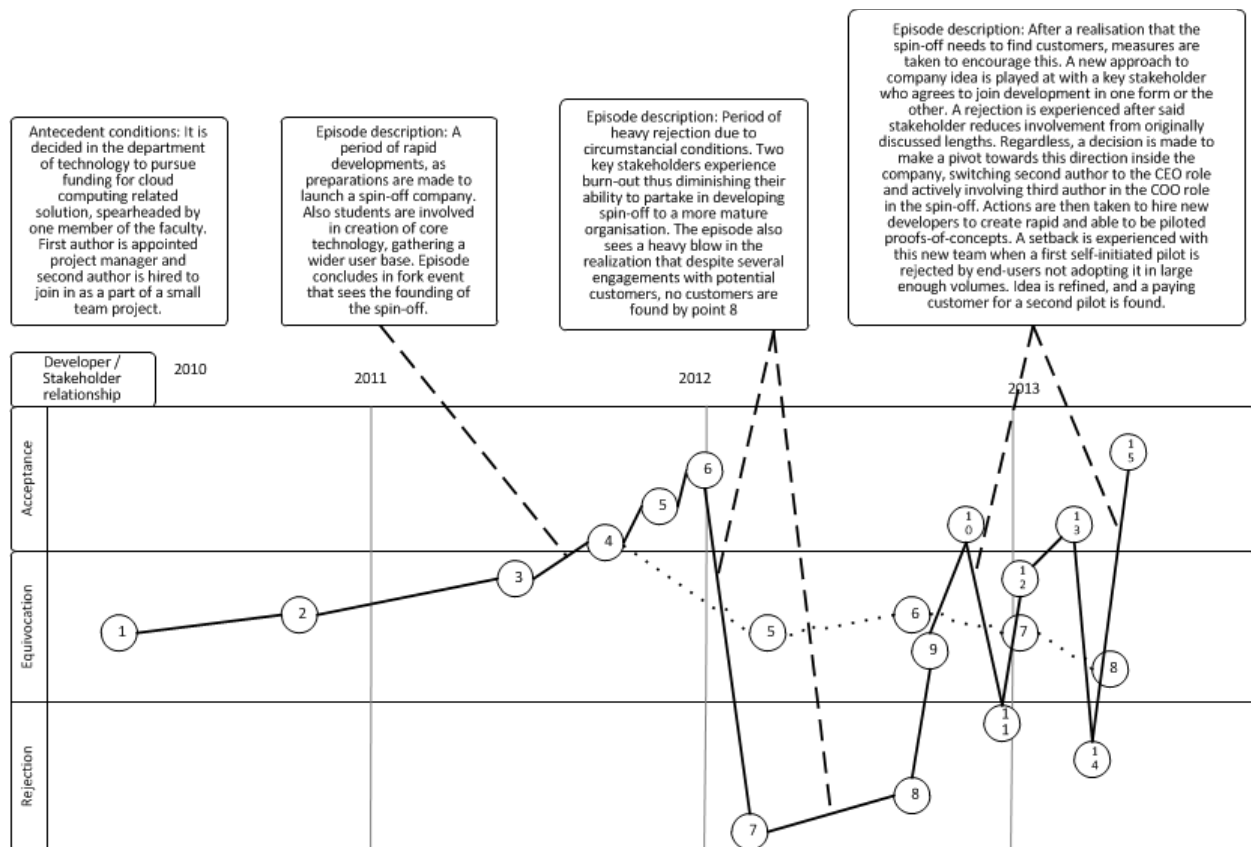 Antecedent conditions: It is
decided in the department
of technology to pursue
funding for cloud
computing related
solution, spearheaded by
one member of the faculty.
First author is appointed
project manager and
second author is hired to
join in as a part of a small
team project.
Episode description: A
period of rapid
developments, as
preparations are made to
launch a spin-off company.
Also students are involved
in creation of core
technology, gathering a
wider user base. Episode
concludes in fork event
that sees the founding of
the spin-off.
Episode description: Period of
heavy rejection due to
circumstancial conditions. Two
key stakeholders experience
burn-out thus diminishing their
ability to partake in developing
spin-off to a more mature
organisation. The episode also
sees a heavy blow in the
realization that despite several
engagements with potential
customers, no customers are
found by point 8
Episode description: After a realisation that the
spin-off needs to find customers, measures are
taken to encourage this. A new approach to
company idea is played at with a key stakeholder
who agrees to join development in one form or the
other. A rejection is experienced after said
stakeholder reduces involvement from originally
discussed lengths. Regardless, a decision is made to
make a pivot towards this direction inside the
company, switching second author to the CEO role
and actively involving third author in the COO role
in the spin-off. Actions are then taken to hire new
developers to create rapid and able to be piloted
proofs-of-concepts. A setback is experienced with
this new team when a first self-initiated pilot is
rejected by end-users not adopting it in large
enough volumes. Idea is refined, and a paying
customer for a second pilot is found.
Developer /
Stakeholder
relationship
2010
2011
2012
2013
Acceptance
Equivocation
Rejection
1
2
3
4
5
6
7
8
9
10
11
12
13
14
15
5
6
7
8